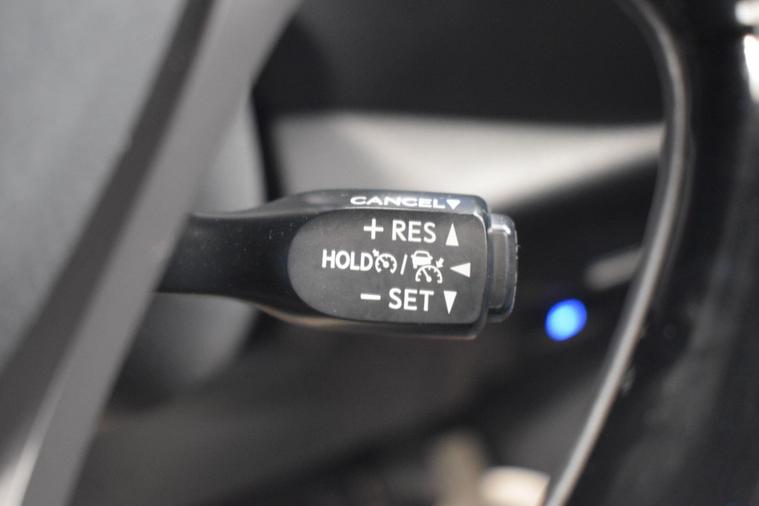 CANCEL▼
+ RES ▲
HOLD / ◀
− SET ▼